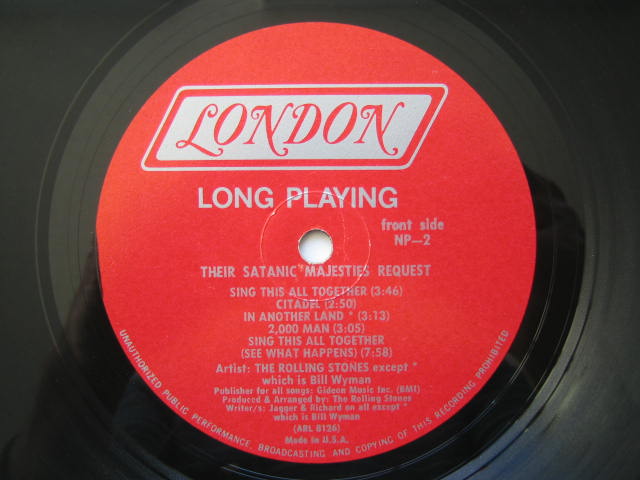 LONDON
LONG PLAYING
front side
NP—2
THEIR SATANIC MAJESTIES REQUEST
SING THIS ALL TOGETHER (3:46)
CITADEL (2:50)
IN ANOTHER LAND * (3:13)
2,000 MAN (3:05)
SING THIS ALL TOGETHER
(SEE WHAT HAPPENS) (7:58)
Artist: THE ROLLING STONES except *
which is Bill Wyman
Publisher for all songs: Gideon Music Inc. (BMI)
Produced & Arranged by: The Rolling Stones
Writer/s: Jagger & Richard on all except *
which is Bill Wyman
(ARL 8126)
Made in U.S.A.
UNAUTHORIZED PUBLIC PERFORMANCE BROADCASTING AND COPYING OF THIS RECORDING PROHIBITED